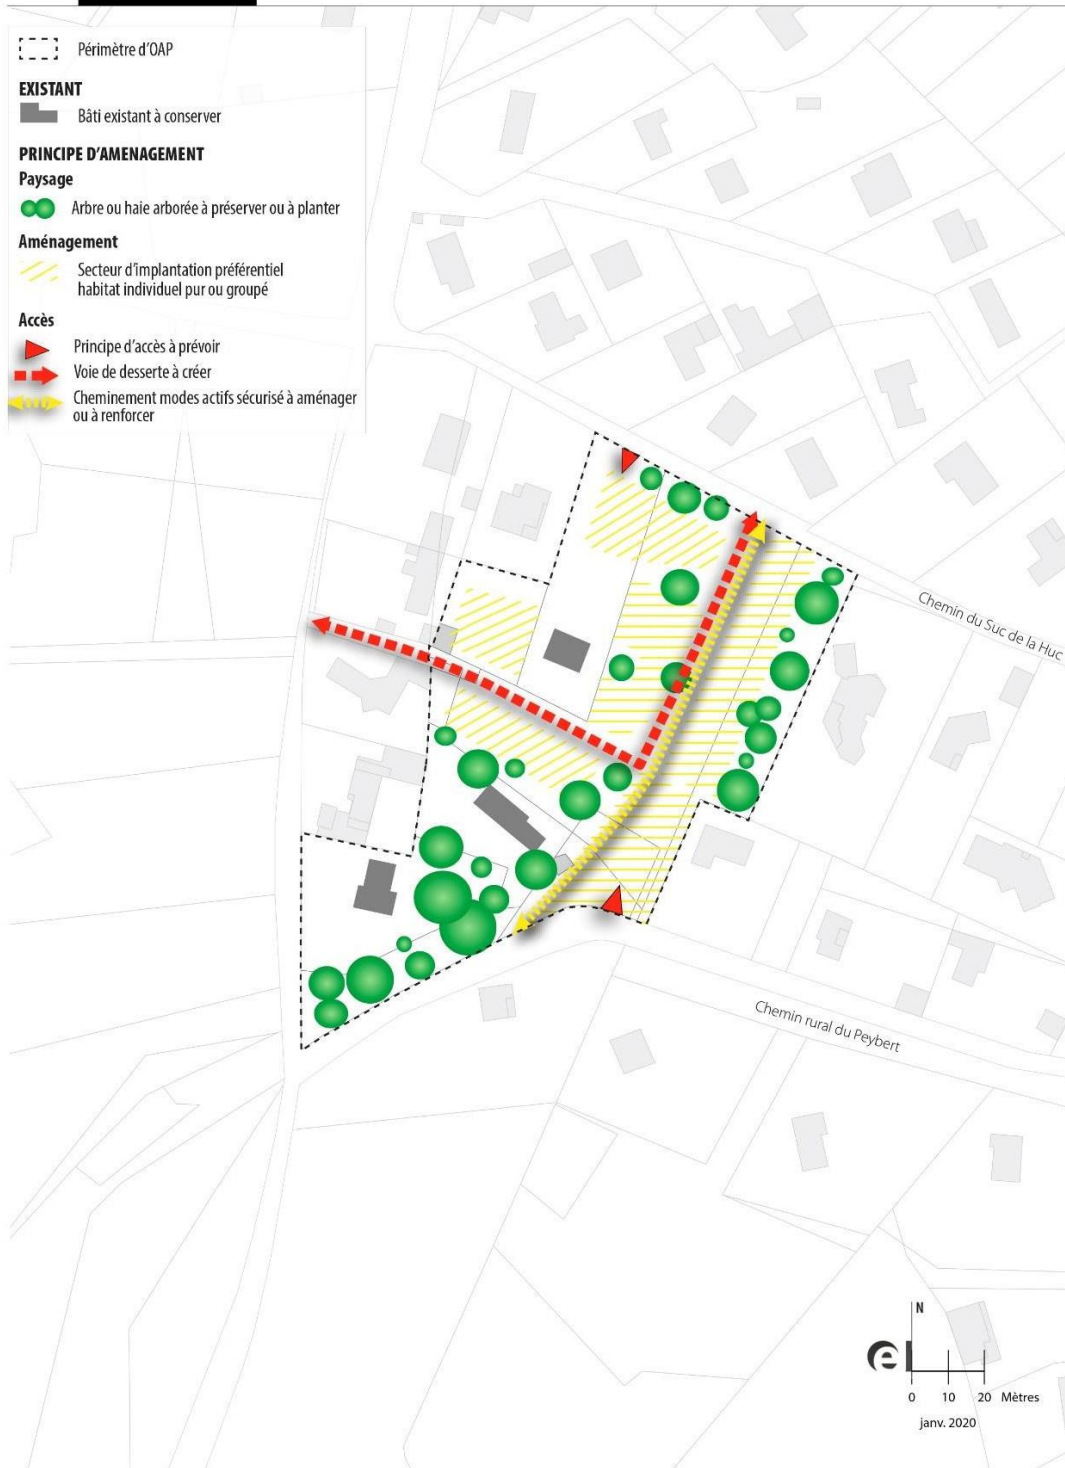 Périmètre d'OAP
EXISTANT
Bâti existant à conserver
PRINCIPE D'AMENAGEMENT
Paysage
Arbre ou haie arborée à préserver ou à planter
Aménagement
Secteur d'implantation préférentiel
habitat individuel pur ou groupé
Accès
Principe d'accès à prévoir
Voie de desserte à créer
Cheminement modes actifs sécurisé à aménager
ou à renforcer
Chemin du Suc de la Huc
Chemin rural du Peybert
N
0 10 20 Mètres
janv. 2020